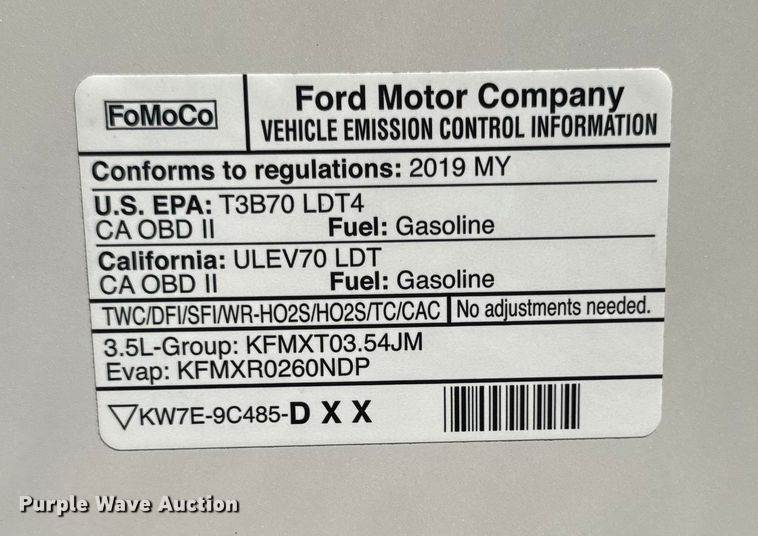 FoMoCo
Ford Motor Company
VEHICLE EMISSION CONTROL INFORMATION
Conforms to regulations: 2019 MY
U.S. EPA: T3B70 LDT4
CA OBD II Fuel: Gasoline
California: ULEV70 LDT
CA OBD II Fuel: Gasoline
TWC/DFI/SFI/WR-HO2S/HO2S/TC/CAC No adjustments needed.
3.5L-Group: KFMXT03.54JM
Evap: KFMXR0260NDP
▽KW7E-9C485-D X X
Purple Wave Auction